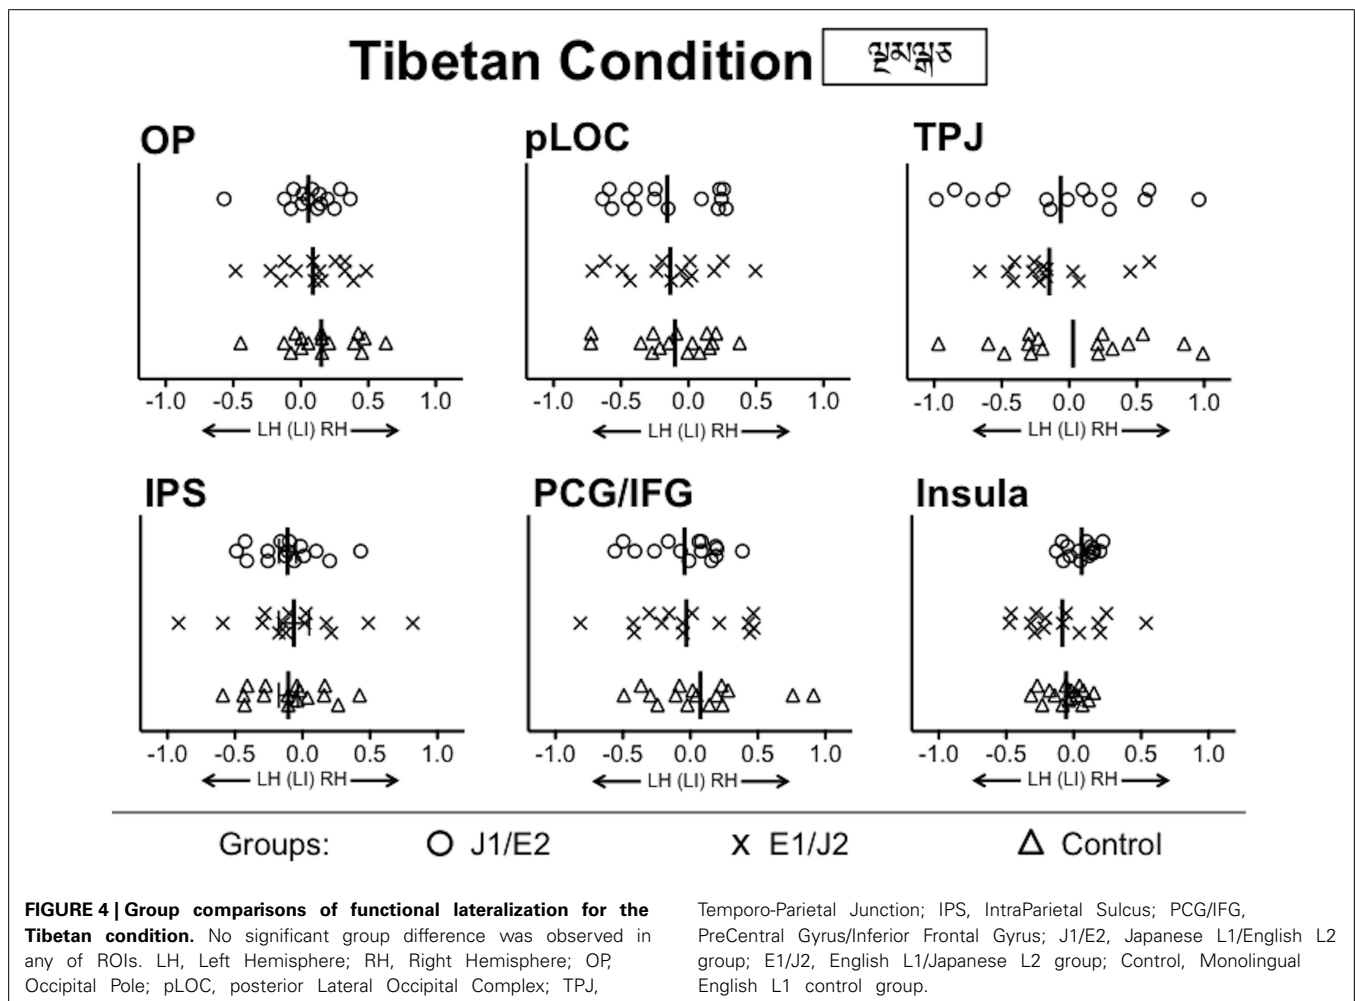 Tibetan Condition
OP
pLOC
TPJ
-1.0 -0.5 0.0 0.5 1.0
LH (LI) RH
-1.0 -0.5 0.0 0.5 1.0
LH (LI) RH
-1.0 -0.5 0.0 0.5 1.0
LH (LI) RH
IPS
PCG/IFG
Insula
-1.0 -0.5 0.0 0.5 1.0
LH (LI) RH
-1.0 -0.5 0.0 0.5 1.0
LH (LI) RH
-1.0 -0.5 0.0 0.5 1.0
LH (LI) RH
Groups: J1/E2 E1/J2 Control
FIGURE 4 | Group comparisons of functional lateralization for the
Tibetan condition. No significant group difference was observed in
any of ROIs. LH, Left Hemisphere; RH, Right Hemisphere; OP,
Occipital Pole; pLOC, posterior Lateral Occipital Complex; TPJ,
Temporo-Parietal Junction; IPS, IntraParietal Sulcus; PCG/IFG,
PreCentral Gyrus/Inferior Frontal Gyrus; J1/E2, Japanese L1/English L2
group; E1/J2, English L1/Japanese L2 group; Control, Monolingual
English L1 control group.